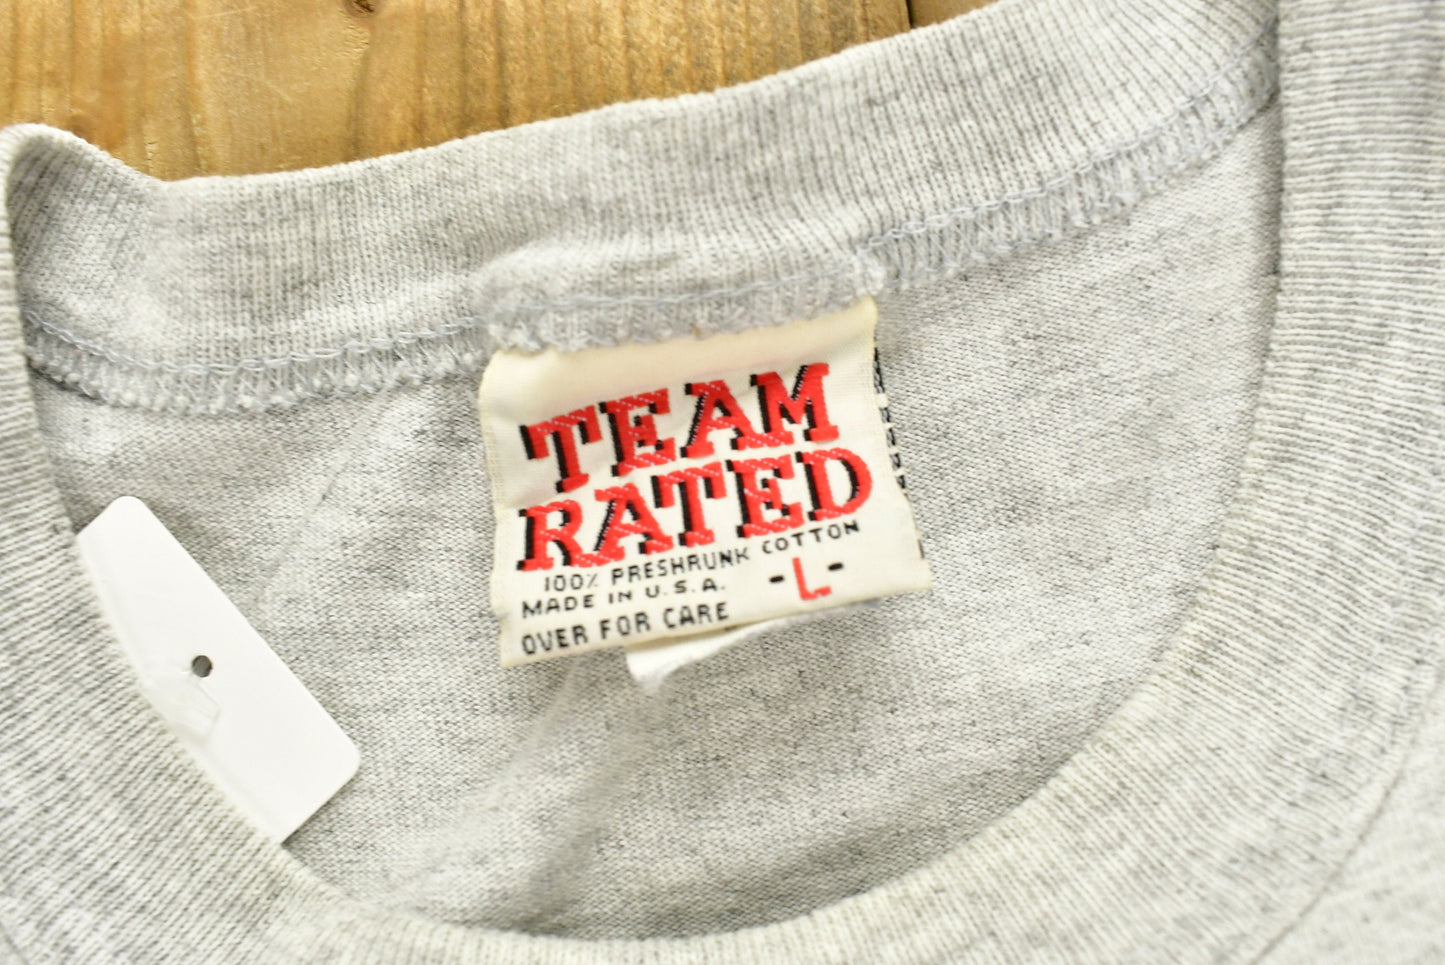 TEAM
RATED
100% PRESHRUNK COTTON
MADE IN U.S.A. -L-
OVER FOR CARE